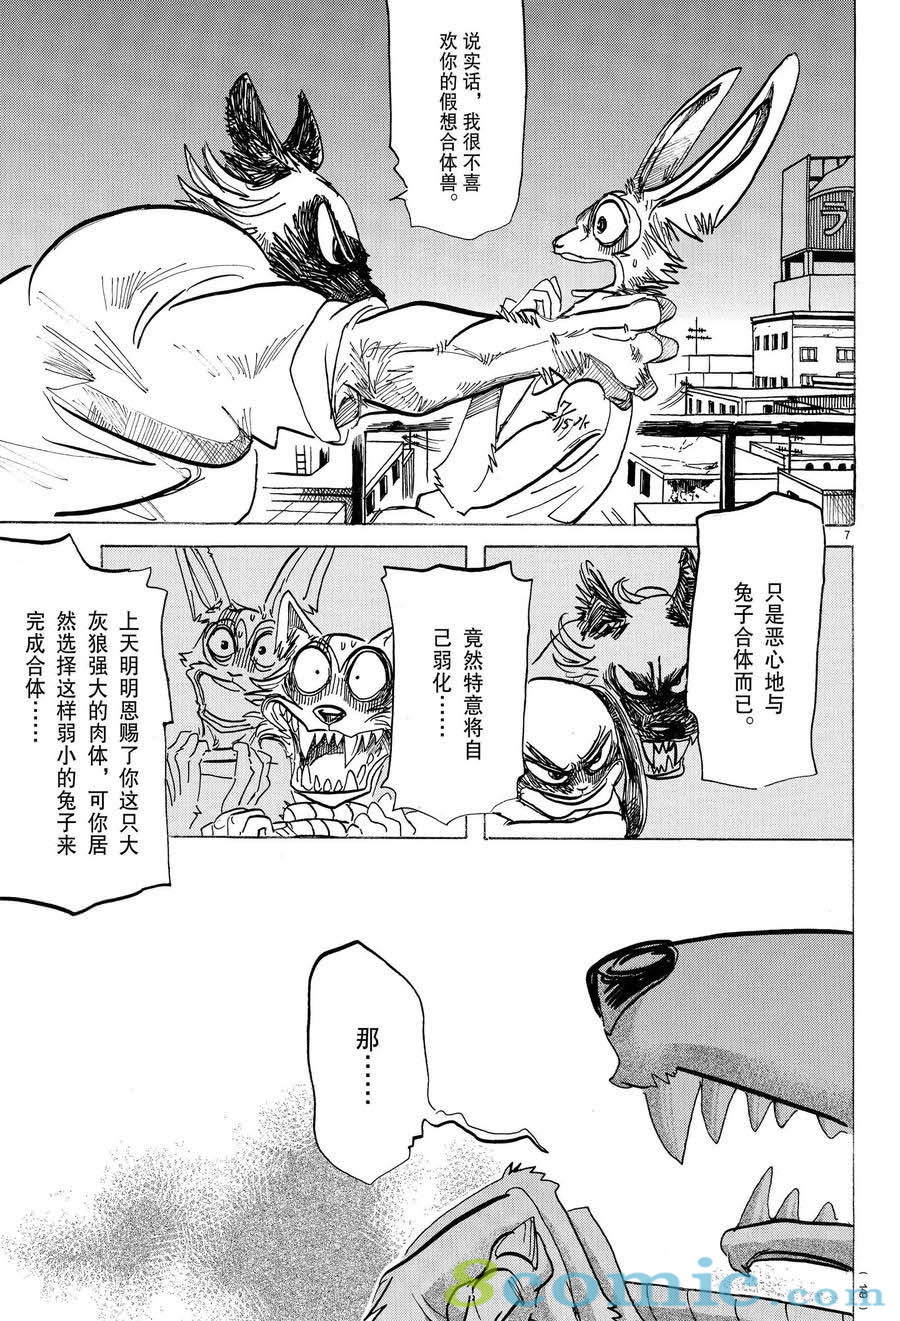 说实话，我很不喜
欢你的假想合体兽。
ラ
7
只是恶心地与
兔子合体而已。
竟然特意将自
己弱化……
上天明明恩赐了你这只大
灰狼强大的肉体，可你居
然选择这样弱小的兔子来
完成合体……
那……
8comic.com